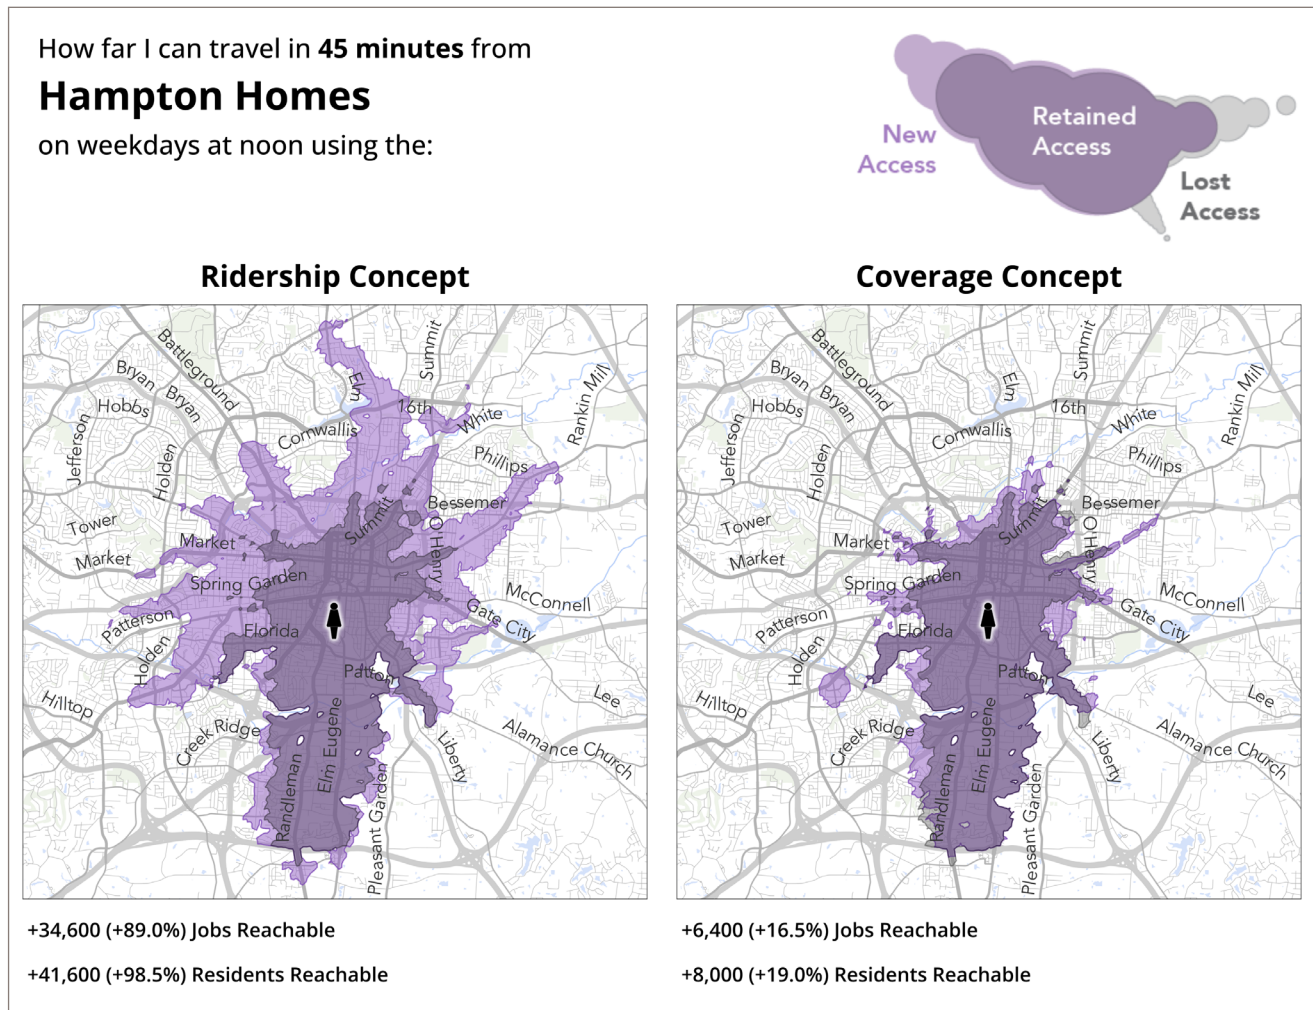 How far I can travel in 45 minutes from
Hampton Homes
on weekdays at noon using the:
New
Access
Retained
Access
Lost
Access
Ridership Concept
Battleground
Bryan
Bryan
Hobbs
Jefferson
Holden
Elm
Summit
16th
White
Cornwallis
Rankin Mill
Phillips
Bessemer
Tower
Market
Market
Summit
O'Henry
Spring Garden
McConnell
Patterson
Florida
Gate City
Holden
Patton
Hilltop
Lee
Creek Ridge
Elm Eugene
Randleman
Liberty
Alamance Church
Pleasant Garden
+34,600 (+89.0%) Jobs Reachable
+41,600 (+98.5%) Residents Reachable
Coverage Concept
Battleground
Bryan
Bryan
Hobbs
Jefferson
Holden
Elm
Summit
16th
White
Cornwallis
Rankin Mill
Phillips
Bessemer
Tower
Market
Market
Summit
O'Henry
Spring Garden
McConnell
Patterson
Florida
Gate City
Holden
Patton
Hilltop
Lee
Creek Ridge
Elm Eugene
Randleman
Liberty
Alamance Church
Pleasant Garden
+6,400 (+16.5%) Jobs Reachable
+8,000 (+19.0%) Residents Reachable